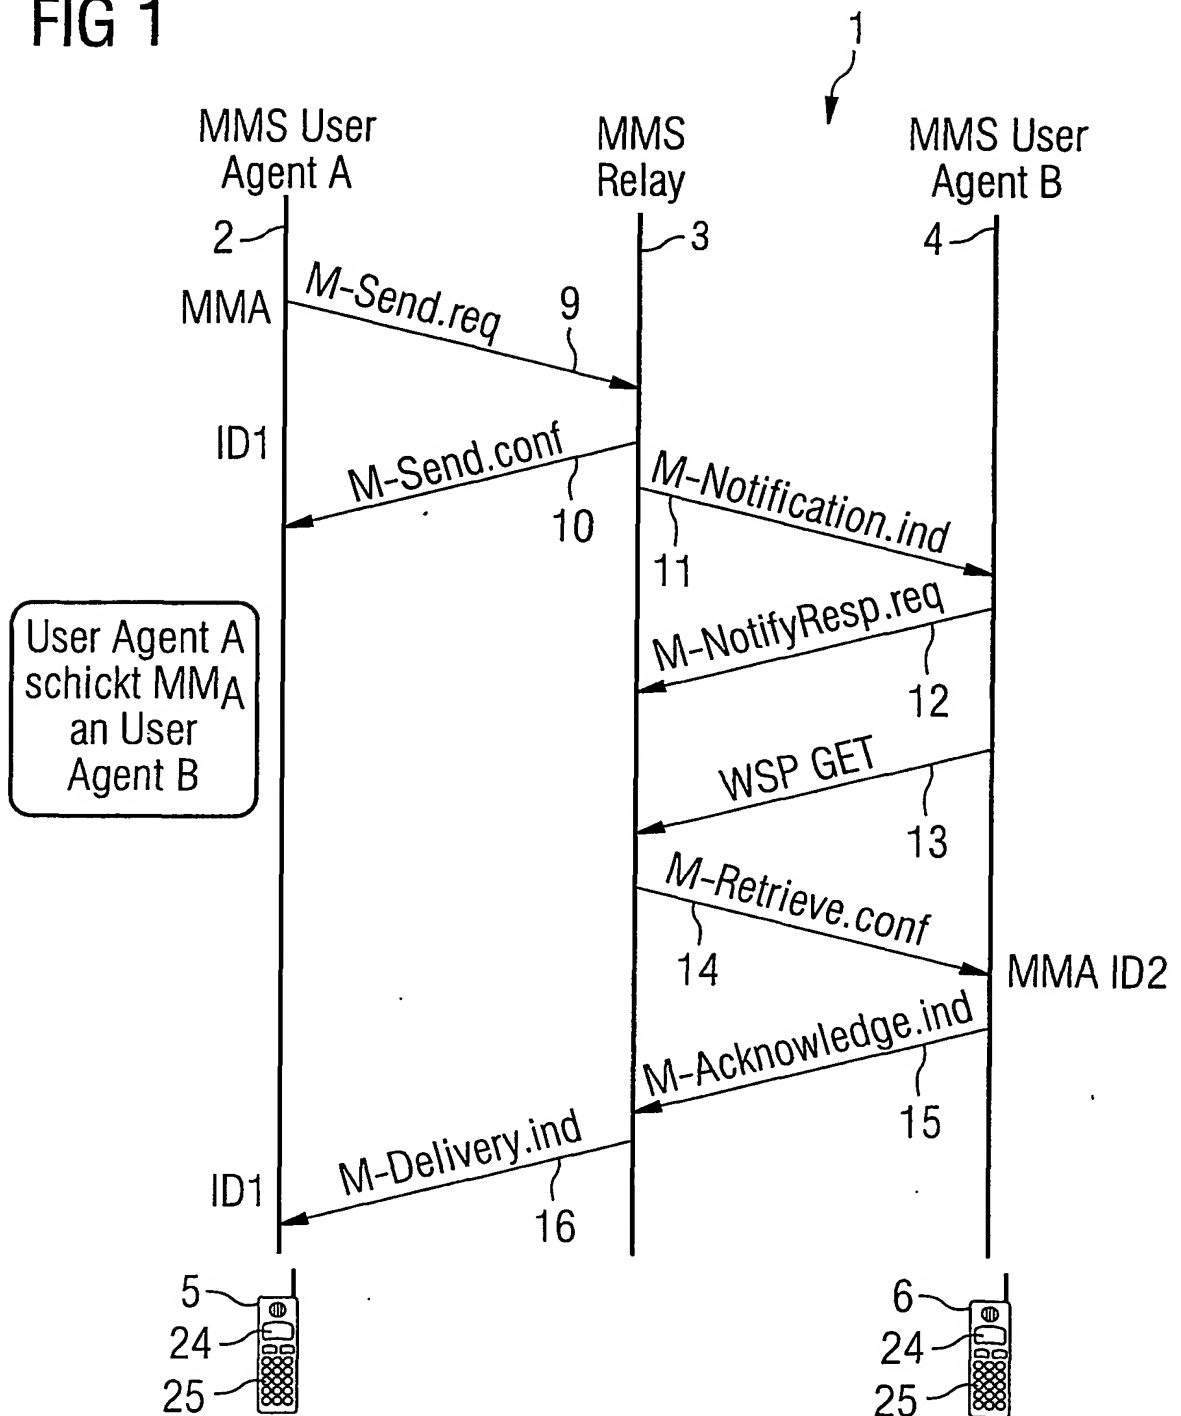 FIG 1
1
MMS User
Agent A
MMS
Relay
MMS User
Agent B
2
3
4
MMA
M-Send.req
9
ID1
M-Send.conf
10
M-Notification.ind
11
User Agent A
schickt MMA
an User
Agent B
M-NotifyResp.req
12
WSP GET
13
M-Retrieve.conf
14
MMA ID2
M-Acknowledge.ind
15
M-Delivery.ind
ID1
16
5
24
25
6
24
25